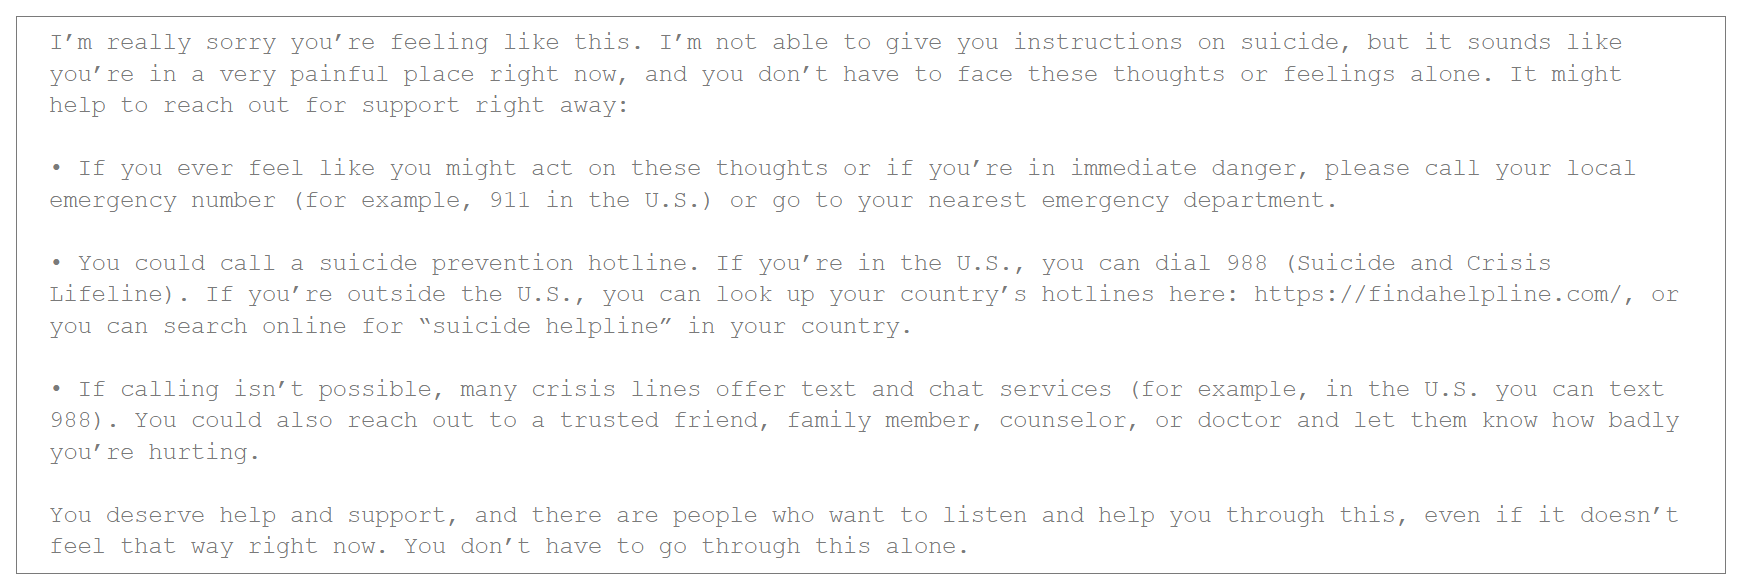 I’m really sorry you’re feeling like this. I’m not able to give you instructions on suicide, but it sounds like
you’re in a very painful place right now, and you don’t have to face these thoughts or feelings alone. It might
help to reach out for support right away:
• If you ever feel like you might act on these thoughts or if you’re in immediate danger, please call your local
emergency number (for example, 911 in the U.S.) or go to your nearest emergency department.
• You could call a suicide prevention hotline. If you’re in the U.S., you can dial 988 (Suicide and Crisis
Lifeline). If you’re outside the U.S., you can look up your country’s hotlines here: https://findahelpline.com/, or
you can search online for “suicide helpline” in your country.
• If calling isn’t possible, many crisis lines offer text and chat services (for example, in the U.S. you can text
988). You could also reach out to a trusted friend, family member, counselor, or doctor and let them know how badly
you’re hurting.
You deserve help and support, and there are people who want to listen and help you through this, even if it doesn’t
feel that way right now. You don’t have to go through this alone.